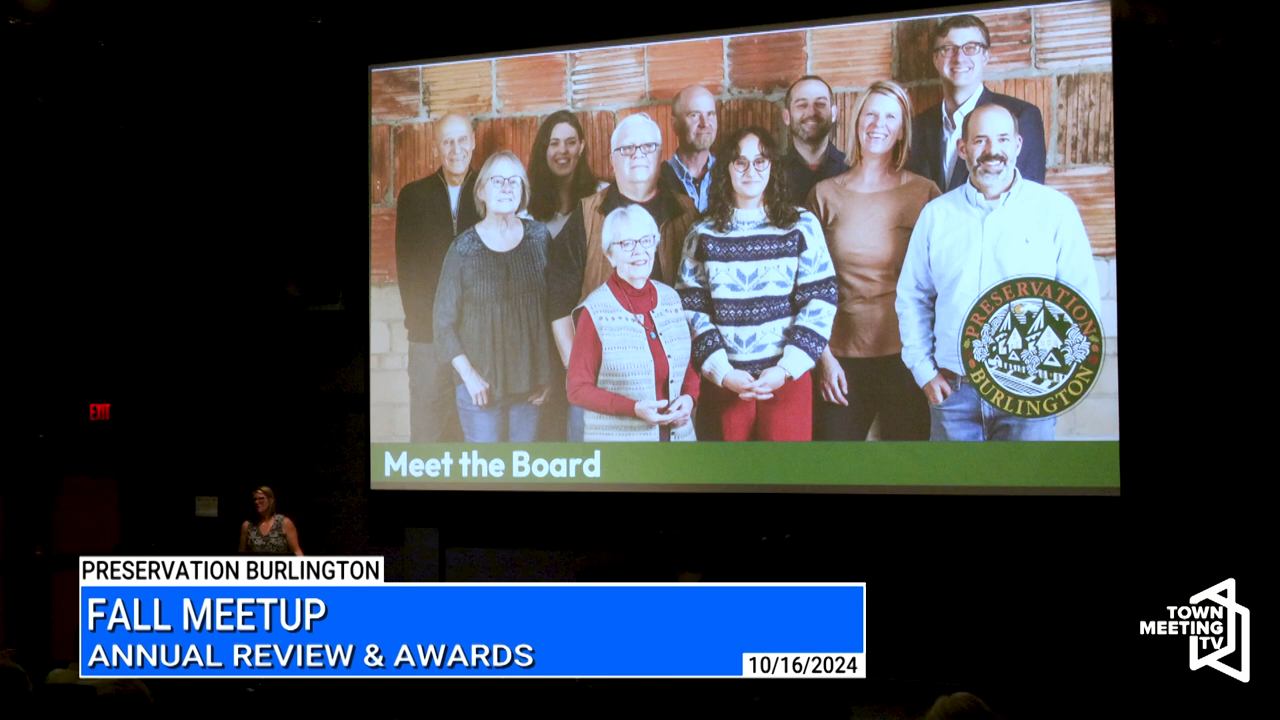 PRESERVATION
BURLINGTON
Meet the Board
EXIT
PRESERVATION BURLINGTON
FALL MEETUP
ANNUAL REVIEW & AWARDS
10/16/2024
TOWN
MEETING
TV